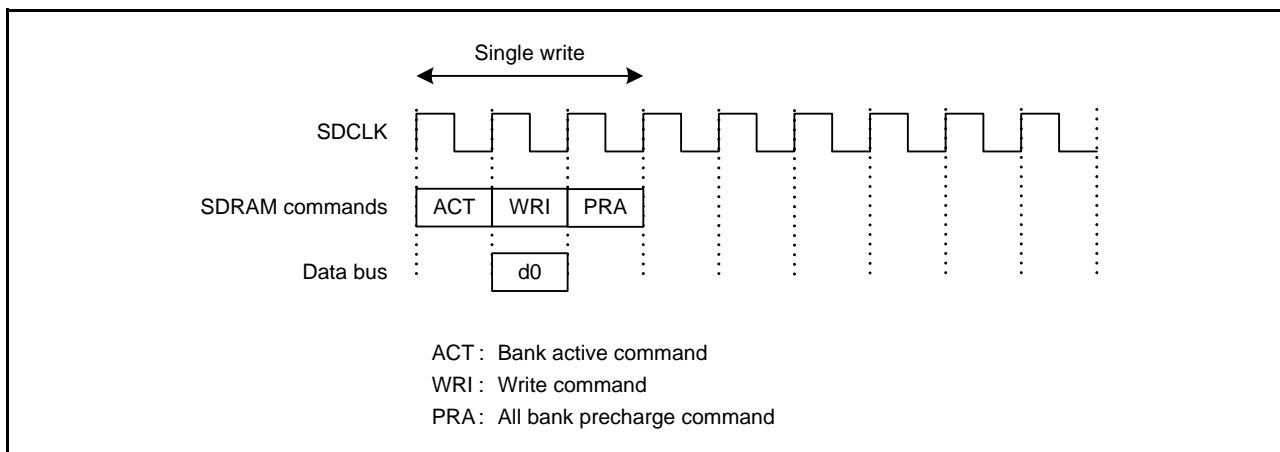 Single write
SDCLK
SDRAM commands ACT WRI PRA
Data bus d0
ACT : Bank active command
WRI : Write command
PRA : All bank precharge command